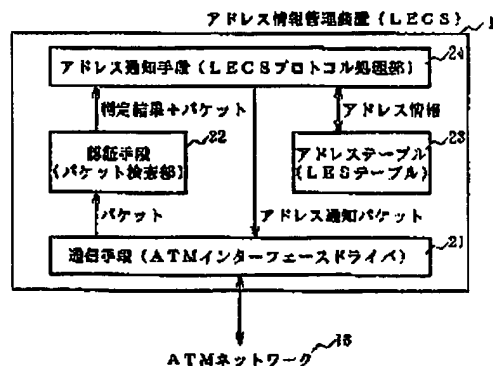 アドレス情報管理装置(LECS)
1
24
アドレス通知手段(LECSプロトコル処理部)
判定結果+パケット
アドレス情報
22
23
認証手段
(パケット検査部)
アドレステーブル
(LESテーブル)
パケット
アドレス通知パケット
21
通信手段(ATMインターフェースドライバ)
ATMネットワーク